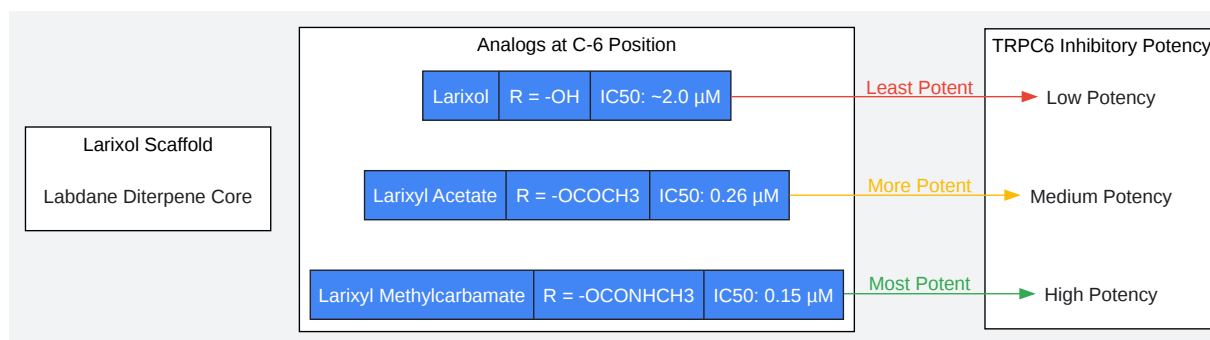 Larixol Scaffold
Labdane Diterpene Core
Analogs at C-6 Position
Larixol R = -OH IC50: ~2.0 µM
Larixyl Acetate R = -OCOCH3 IC50: 0.26 µM
Larixyl Methylcarbamate R = -OCONHCH3 IC50: 0.15 µM
Least Potent
More Potent
Most Potent
TRPC6 Inhibitory Potency
Low Potency
Medium Potency
High Potency